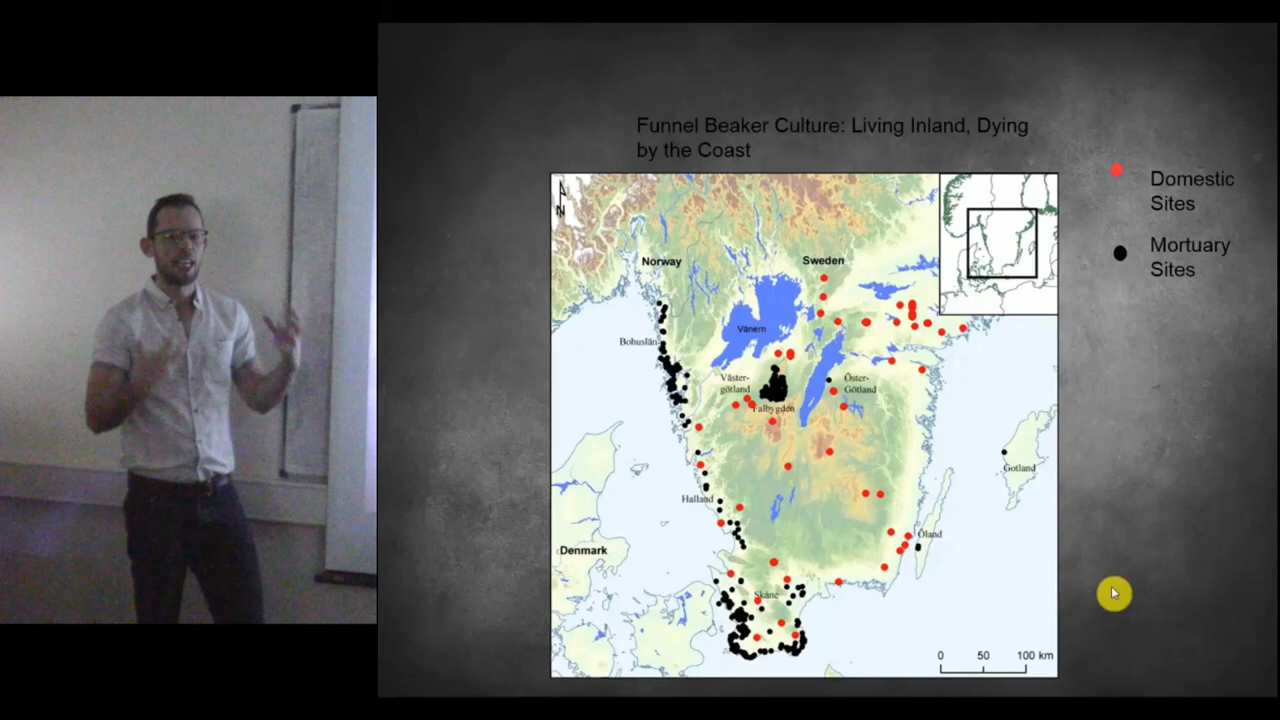 Funnel Beaker Culture: Living Inland, Dying
by the Coast
Domestic
Sites
Mortuary
Sites
N
Norway
Sweden
Vänern
Bohuslän
Väster-
götland
Öster-
Götland
Falbygden
Gotland
Halland
Öland
Denmark
Skåne
0 50 100 km